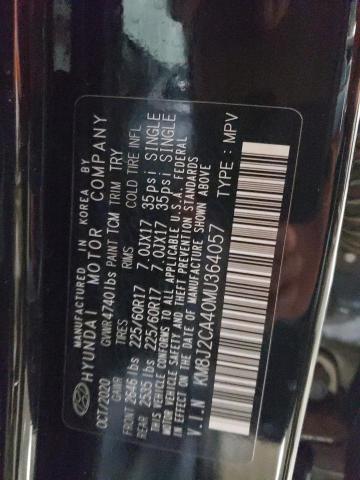 MANUFACTURED IN KOREA BY
HYUNDAI MOTOR COMPANY
OCT/2020 GVWR 4740lbs PAINT TCM TRIM TRY
GAWR TIRES RIMS COLD TIRE INFL
FRONT 2646 lbs 225/60R17 7.0JX17 35psi SINGLE
REAR 2635 lbs 225/60R17 7.0JX17 35psi SINGLE
THIS VEHICLE CONFORMS TO ALL APPLICABLE U.S.A. FEDERAL
MOTOR VEHICLE SAFETY AND THEFT PREVENTION STANDARDS
IN EFFECT ON THE DATE OF MANUFACTURE SHOWN ABOVE
V.I.N KM8J2CA40MU364057 TYPE : MPV